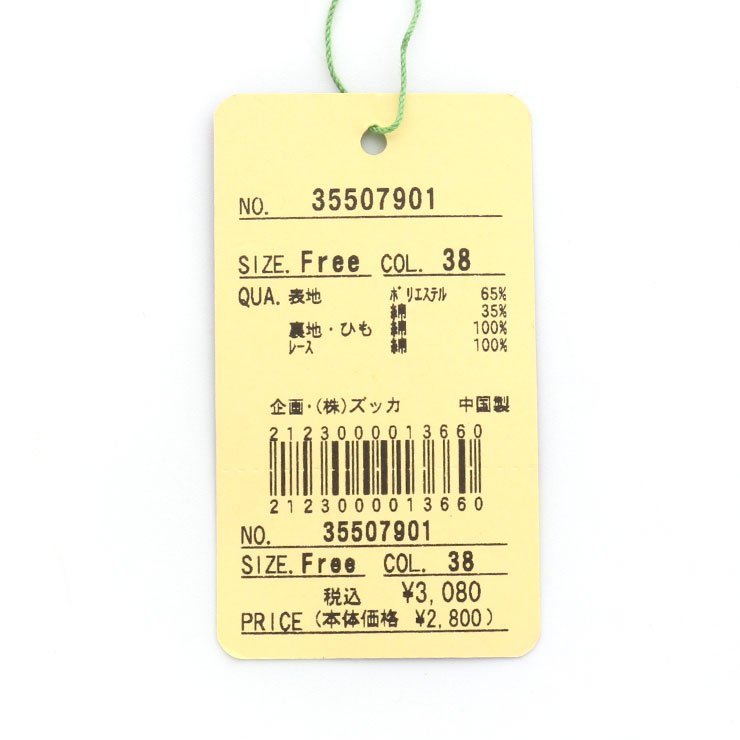 NO. 35507901
SIZE. Free COL. 38
QUA. 表地 ポリエステル 65%
綿 35%
裏地・ひも 綿 100%
レース 綿 100%
企画・(株)ズッカ 中国製
2123000013660
2123000013660
NO. 35507901
SIZE. Free COL. 38
税込 ¥3,080
PRICE (本体価格 ¥2,800)